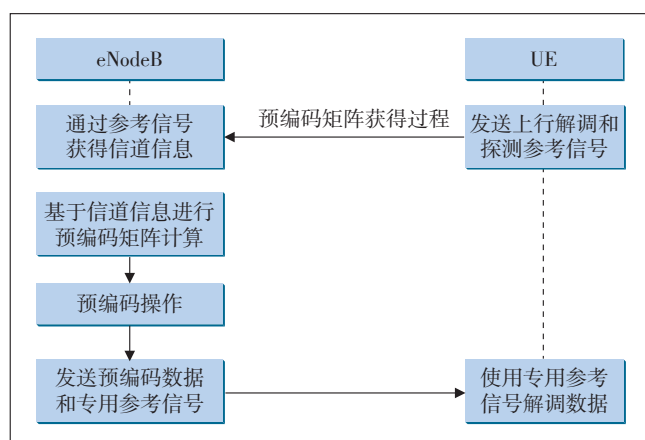 eNodeB
UE
通过参考信号
获得信道信息
预编码矩阵获得过程
发送上行解调和
探测参考信号
基于信道信息进行
预编码矩阵计算
预编码操作
发送预编码数据
和专用参考信号
使用专用参考
信号解调数据